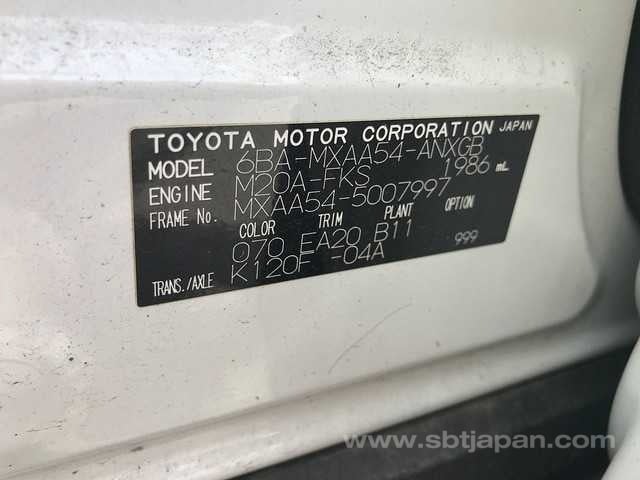 TOYOTA MOTOR CORPORATION JAPAN
MODEL 6BA-MXAA54-ANXGB
ENGINE M20A-FKS 1986 mL
FRAME No. MXAA54-5007997
COLOR TRIM PLANT OPTION
070 EA20 B11 999
TRANS./AXLE K120F -04A
www.sbtjapan.com